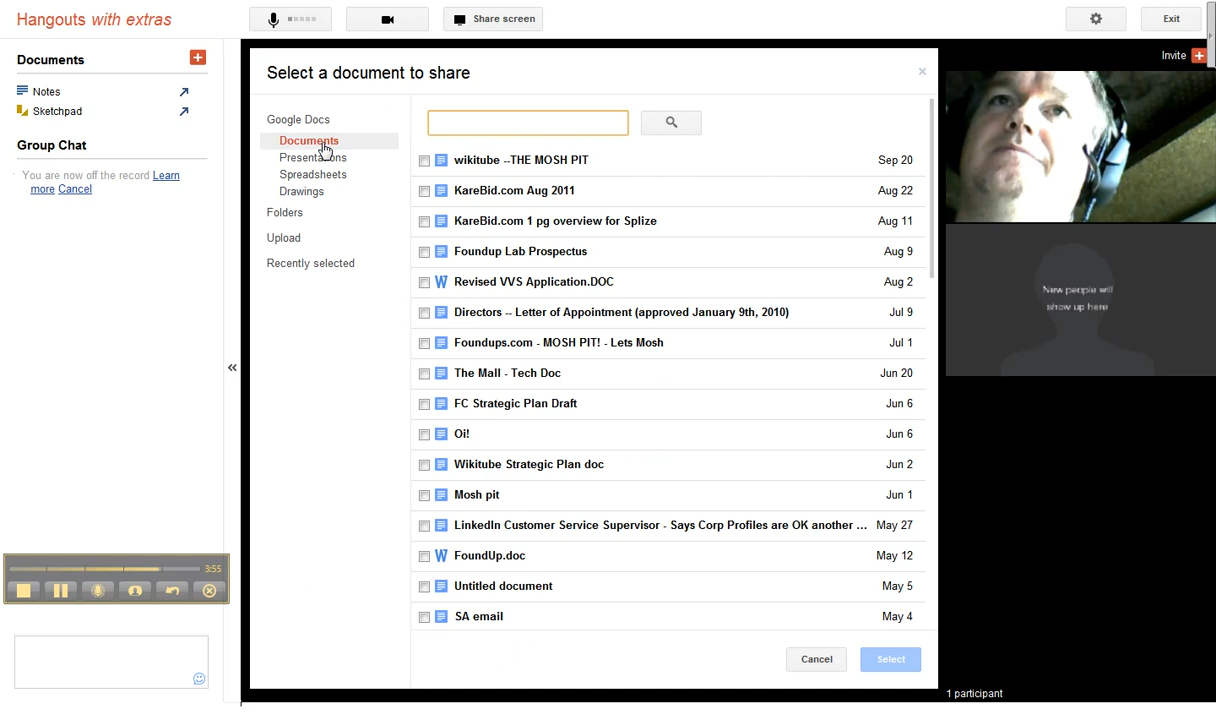 Hangouts with extras
Share screen
Exit
Documents
Notes
Sketchpad
Group Chat
You are now off the record Learn
more Cancel
3:55
Select a document to share
Google Docs
Documents
Presentations
Spreadsheets
Drawings
Folders
Upload
Recently selected
wikitube --THE MOSH PIT Sep 20
KareBid.com Aug 2011 Aug 22
KareBid.com 1 pg overview for Splize Aug 11
Foundup Lab Prospectus Aug 9
Revised VVS Application.DOC Aug 2
Directors -- Letter of Appointment (approved January 9th, 2010) Jul 9
Foundups.com - MOSH PIT! - Lets Mosh Jul 1
The Mall - Tech Doc Jun 20
FC Strategic Plan Draft Jun 6
Oi! Jun 6
Wikitube Strategic Plan doc Jun 2
Mosh pit Jun 1
LinkedIn Customer Service Supervisor - Says Corp Profiles are OK another ... May 27
FoundUp.doc May 12
Untitled document May 5
SA email May 4
Cancel
Select
Invite
New people will
show up here
1 participant